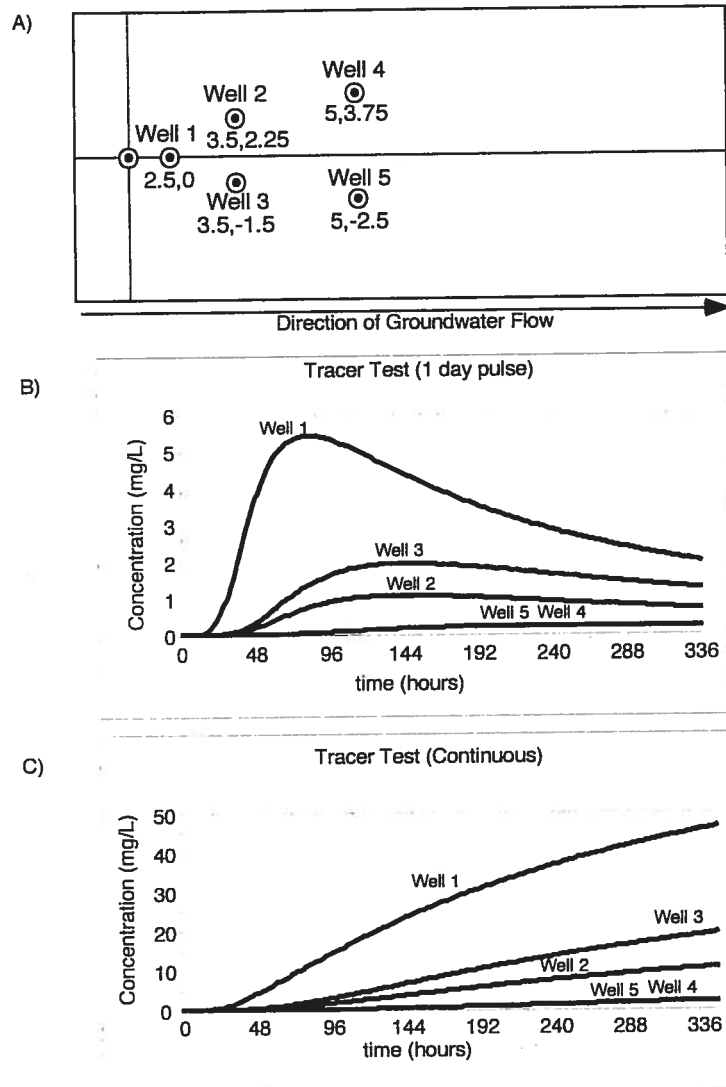 A)
Well 4
5,3.75
Well 2
3.5,2.25
Well 1
2.5,0
Well 3
3.5,-1.5
Well 5
5,-2.5
Direction of Groundwater Flow
B)
Tracer Test (1 day pulse)
Concentration (mg/L)
6
5
4
3
2
1
0
Well 1
Well 3
Well 2
Well 5 Well 4
0 48 96 144 192 240 288 336
time (hours)
C)
Tracer Test (Continuous)
Concentration (mg/L)
50
40
30
20
10
0
Well 1
Well 3
Well 2
Well 5 Well 4
0 48 96 144 192 240 288 336
time (hours)